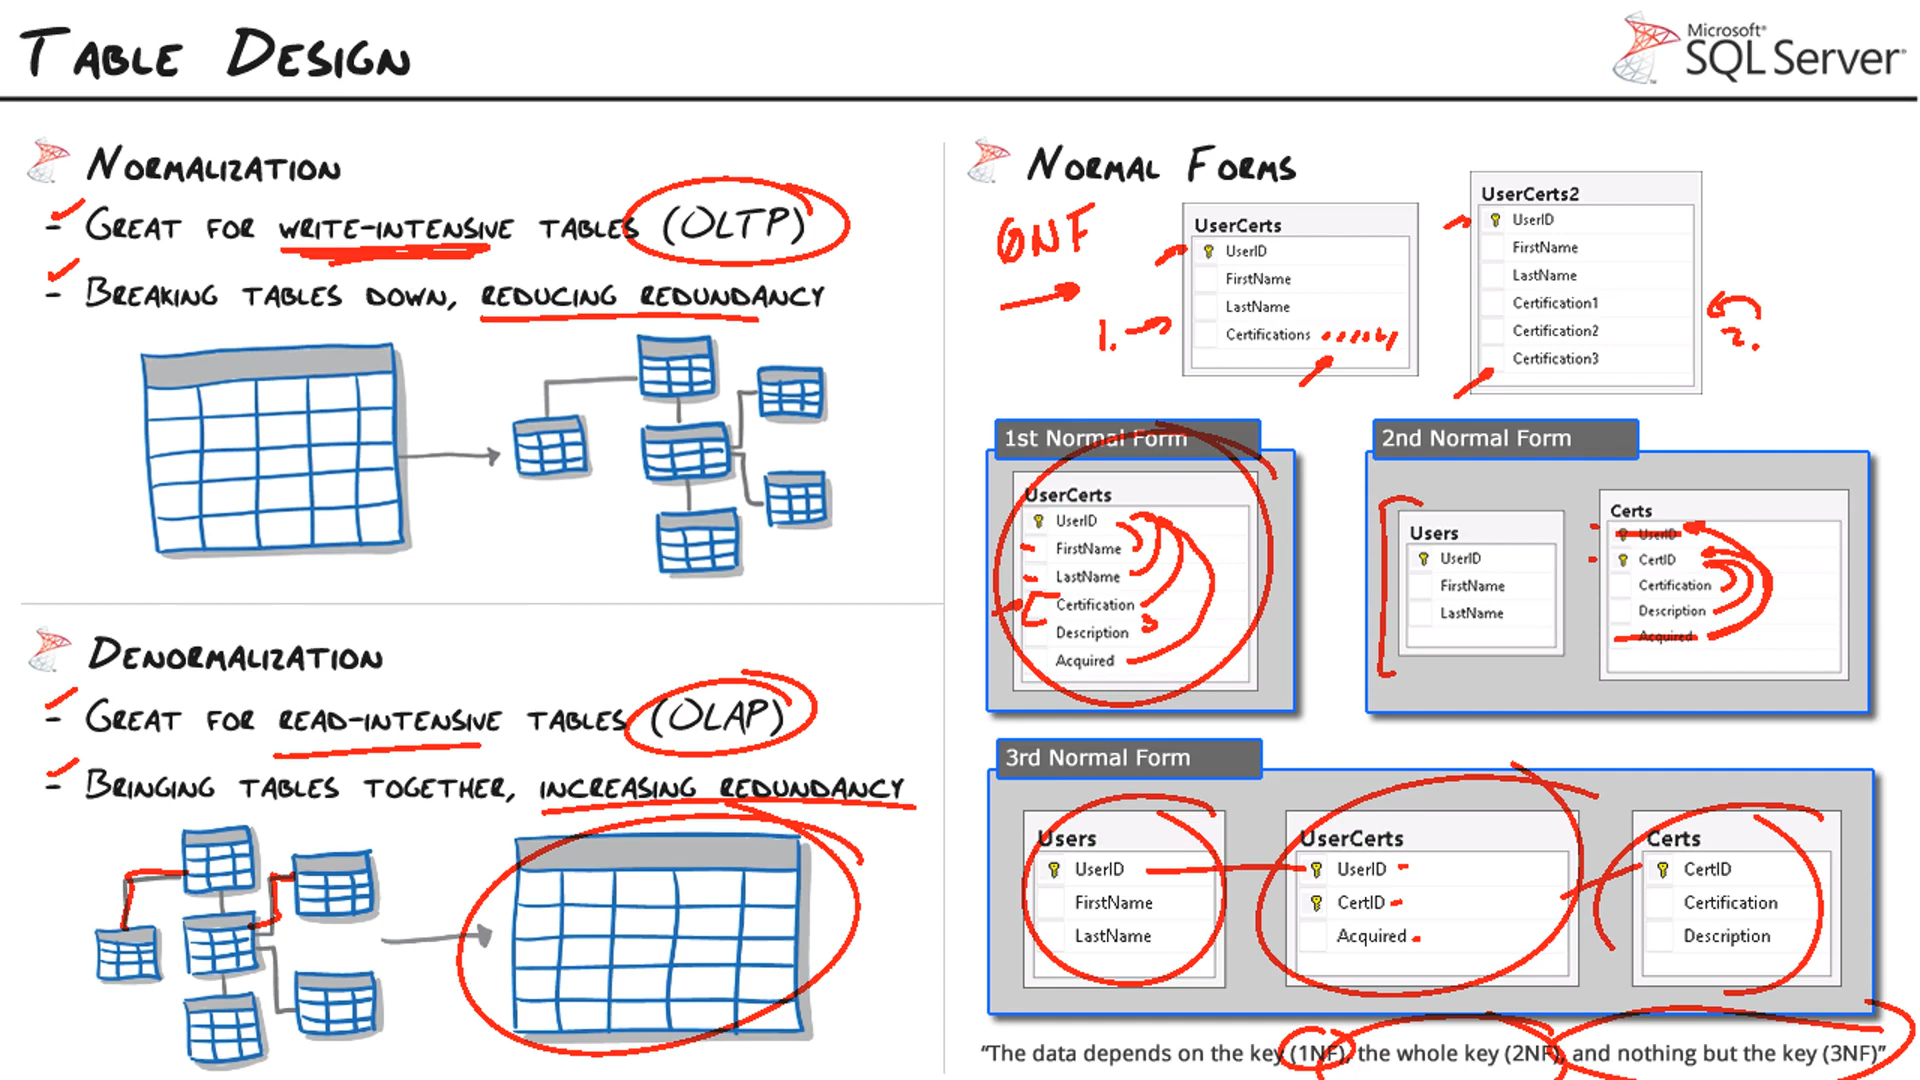 TABLE DESIGN
Microsoft®
SQL Server®
NORMALIZATION
- GREAT FOR WRITE-INTENSIVE TABLES (OLTP)
- BREAKING TABLES DOWN, REDUCING REDUNDANCY
DENORMALIZATION
- GREAT FOR READ-INTENSIVE TABLES (OLAP)
- BRINGING TABLES TOGETHER, INCREASING REDUNDANCY
NORMAL FORMS
0NF
1.
UserCerts
UserID
FirstName
LastName
Certifications
UserCerts2
UserID
FirstName
LastName
Certification1
Certification2
Certification3
2.
1st Normal Form
UserCerts
UserID
FirstName
LastName
Certification
Description
Acquired
2nd Normal Form
Users
UserID
FirstName
LastName
Certs
UserID
CertID
Certification
Description
Acquired
3rd Normal Form
Users
UserID
FirstName
LastName
UserCerts
UserID
CertID
Acquired
Certs
CertID
Certification
Description
“The data depends on the key (1NF), the whole key (2NF), and nothing but the key (3NF)”